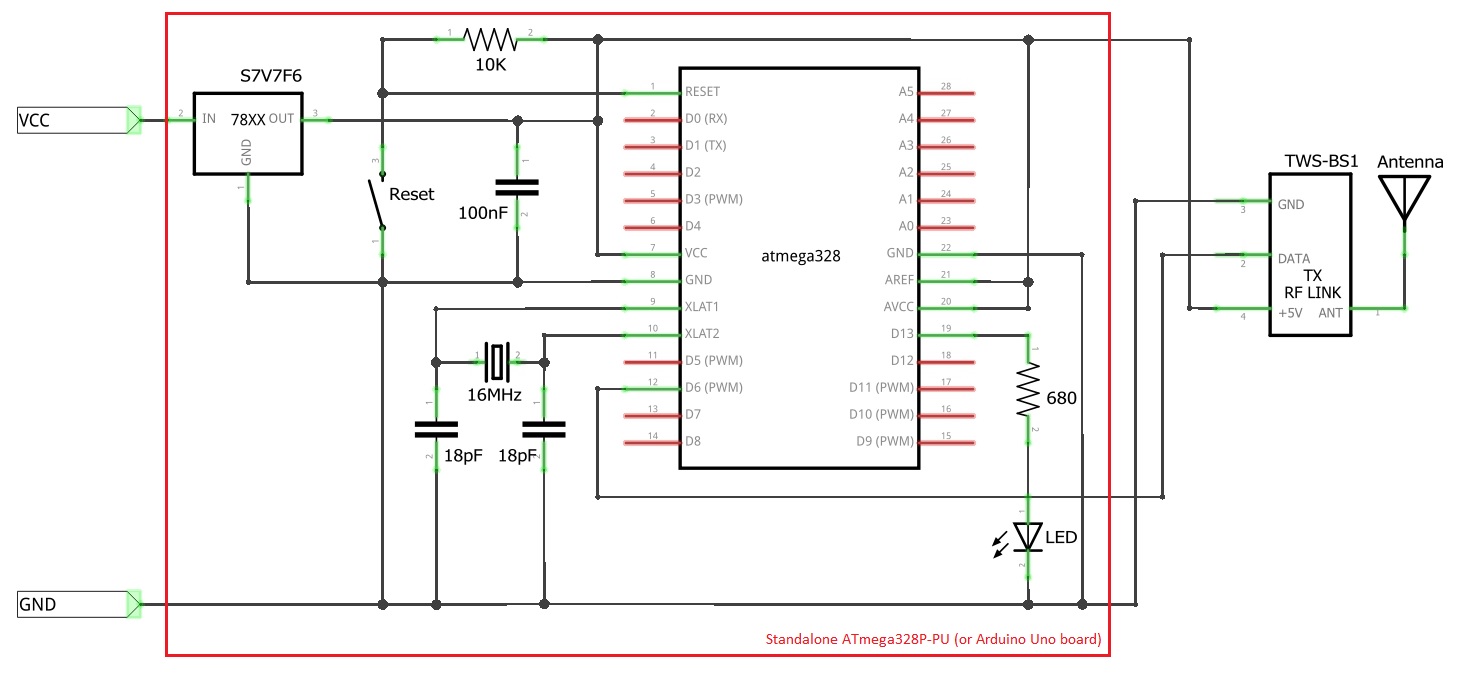 S7V7F6
VCC
2
IN
78XX
OUT
3
GND
1
1
2
10K
3
Reset
1
1
100nF
2
atmega328
1
RESET
2
D0 (RX)
3
D1 (TX)
4
D2
5
D3 (PWM)
6
D4
7
VCC
8
GND
9
XLAT1
10
XLAT2
11
D5 (PWM)
12
D6 (PWM)
13
D7
14
D8
A5
28
A4
27
A3
26
A2
25
A1
24
A0
23
GND
22
AREF
21
AVCC
20
D13
19
D12
18
D11 (PWM)
17
D10 (PWM)
16
D9 (PWM)
15
1
2
16MHz
1
18pF
2
1
18pF
2
1
680
2
1
LED
2
TWS-BS1
Antenna
3
GND
2
DATA
TX
RF LINK
4
+5V
ANT
1
GND
Standalone ATmega328P-PU (or Arduino Uno board)